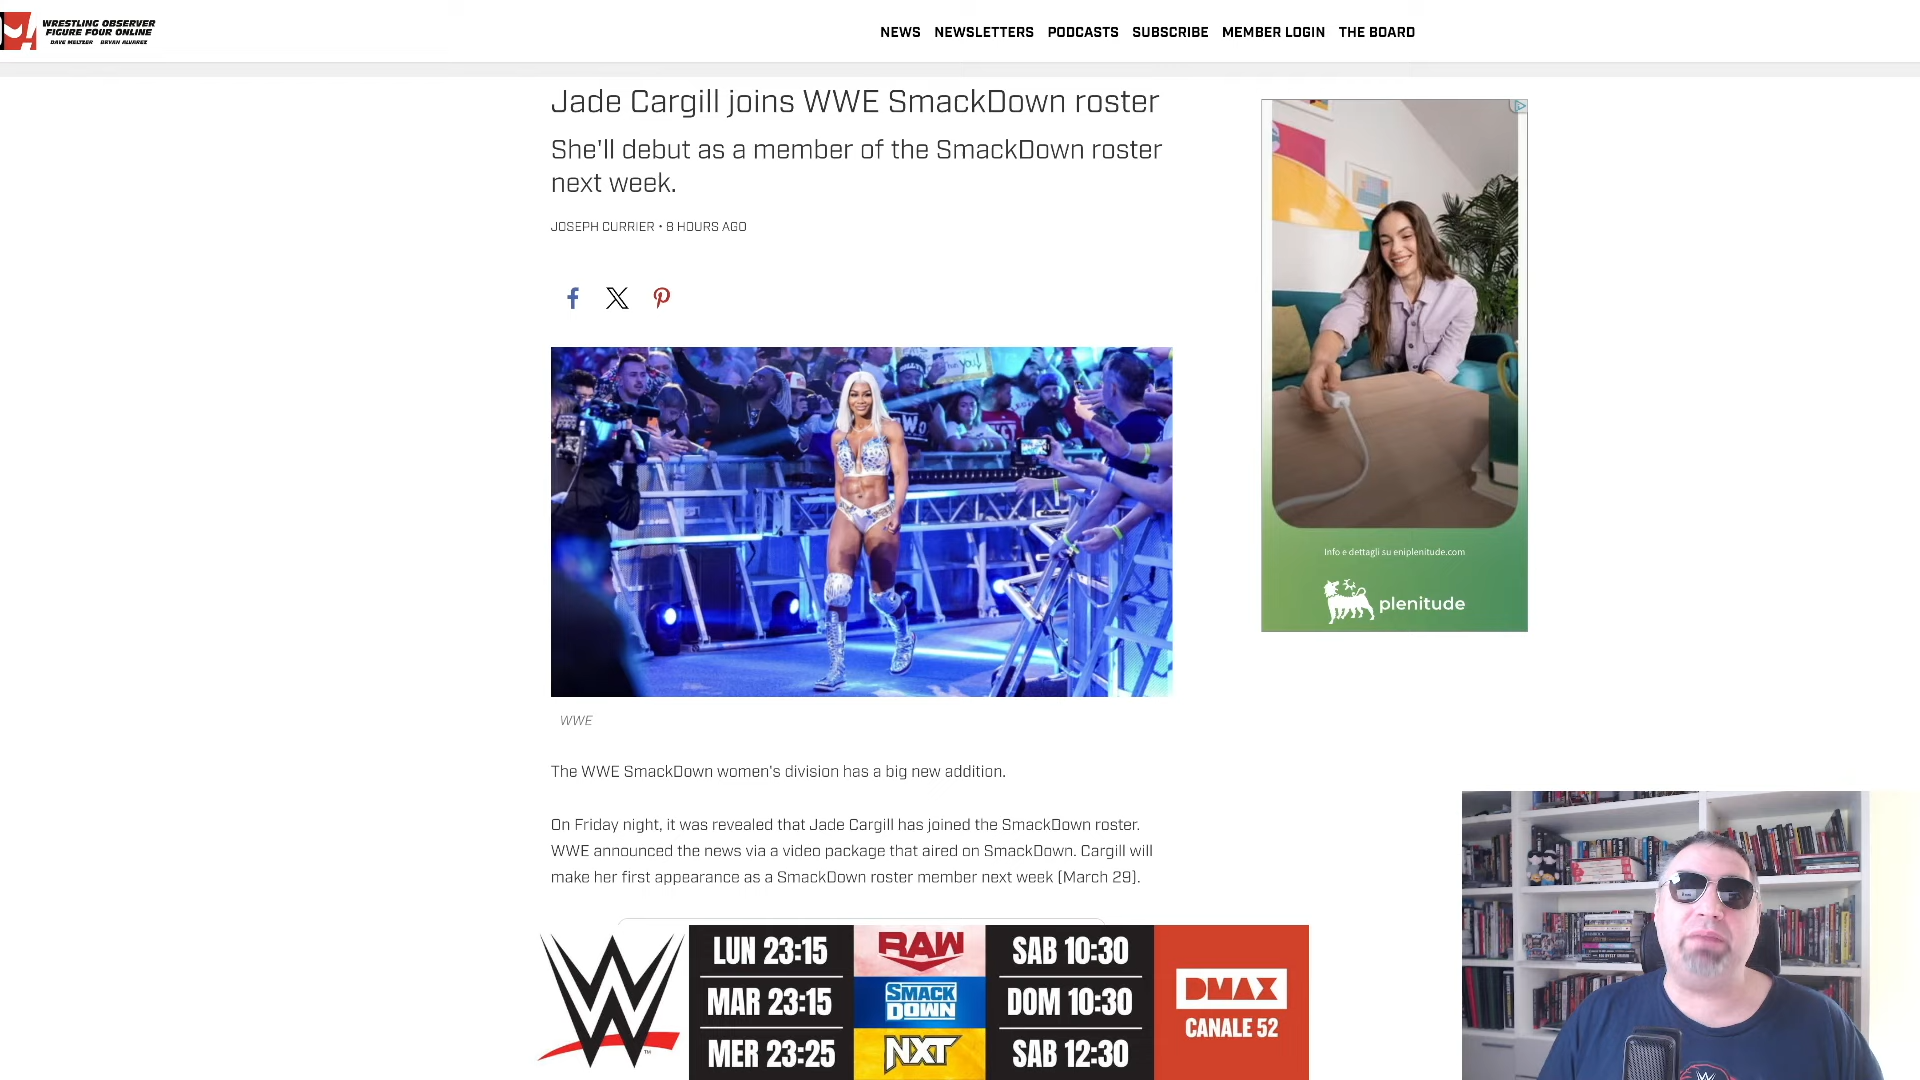 WRESTLING OBSERVER
FIGURE FOUR ONLINE
DAVE MELTZER BRYAN ALVAREZ
NEWS NEWSLETTERS PODCASTS SUBSCRIBE MEMBER LOGIN THE BOARD
Jade Cargill joins WWE SmackDown roster
She'll debut as a member of the SmackDown roster
next week.
JOSEPH CURRIER • 8 HOURS AGO
WWE
The WWE SmackDown women's division has a big new addition.
On Friday night, it was revealed that Jade Cargill has joined the SmackDown roster.
WWE announced the news via a video package that aired on SmackDown. Cargill will
make her first appearance as a SmackDown roster member next week (March 29).
Info e dettagli su eniplenitude.com
plenitude
LUN 23:15 RAW SAB 10:30
MAR 23:15 SMACK DOWN DOM 10:30
MER 23:25 NXT SAB 12:30
DMAX
CANALE 52